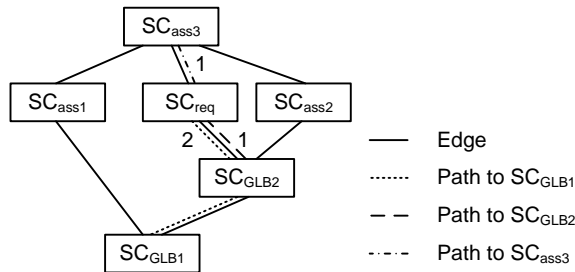 SCass3
1
SCass1
SCreq
SCass2
2
1
SCGLB2
SCGLB1
Edge
Path to SCGLB1
Path to SCGLB2
Path to SCass3